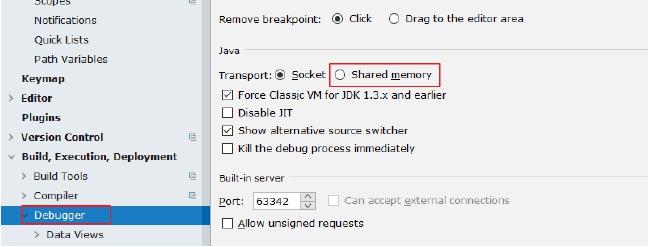 Scopes
Notifications
Quick Lists
Path Variables
Keymap
Editor
Plugins
Version Control
Build, Execution, Deployment
Build Tools
Compiler
Debugger
Data Views
Remove breakpoint: Click Drag to the editor area
Java
Transport: Socket Shared memory
Force Classic VM for JDK 1.3.x and earlier
Disable JIT
Show alternative source switcher
Kill the debug process immediately
Built-in server
Port: 63342 Can accept external connections
Allow unsigned requests